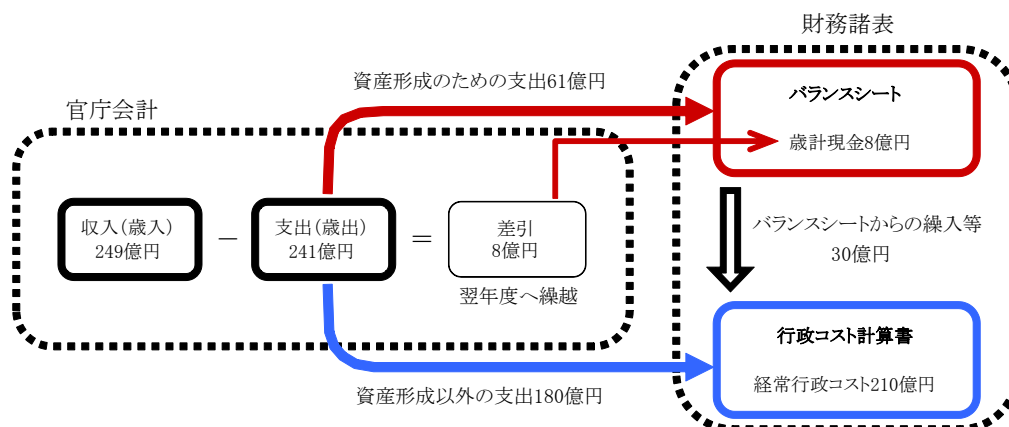 財務諸表
資産形成のための支出61億円
官庁会計
バランスシート
歳計現金8億円
収入(歳入)
249億円
－
支出(歳出)
241億円
＝
差引
8億円
翌年度へ繰越
バランスシートからの繰入等
30億円
行政コスト計算書
経常行政コスト210億円
資産形成以外の支出180億円